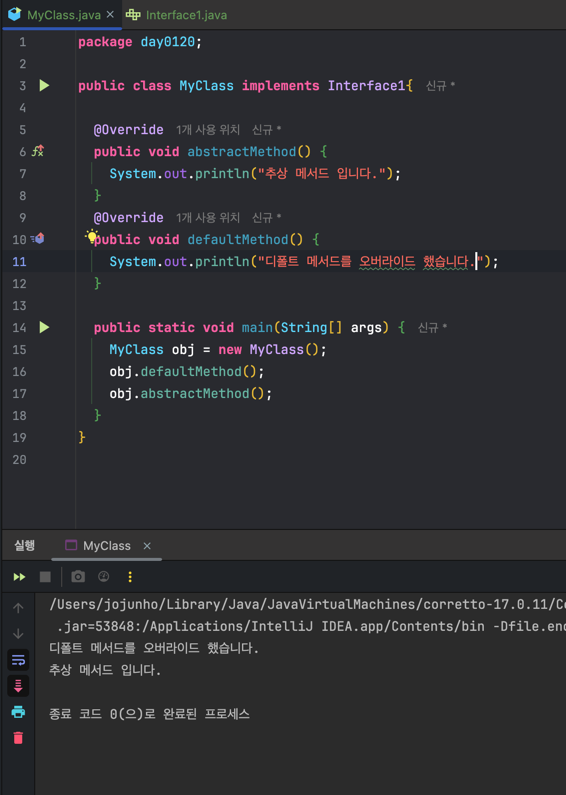 MyClass.java × Interface1.java
1 package day0120;
2
3 public class MyClass implements Interface1{ 신규 *
4
5 @Override 1개 사용 위치 신규 *
6 public void abstractMethod() {
7 System.out.println("추상 메서드 입니다.");
8 }
9 @Override 1개 사용 위치 신규 *
10 public void defaultMethod() {
11 System.out.println("디폴트 메서드를 오버라이드 했습니다.");
12 }
13
14 public static void main(String[] args) { 신규 *
15 MyClass obj = new MyClass();
16 obj.defaultMethod();
17 obj.abstractMethod();
18 }
19 }
20
실행 MyClass ×
/Users/jojunho/Library/Java/JavaVirtualMachines/corretto-17.0.11/Co
.jar=53848:/Applications/IntelliJ IDEA.app/Contents/bin -Dfile.enc
디폴트 메서드를 오버라이드 했습니다.
추상 메서드 입니다.
종료 코드 0(으)로 완료된 프로세스